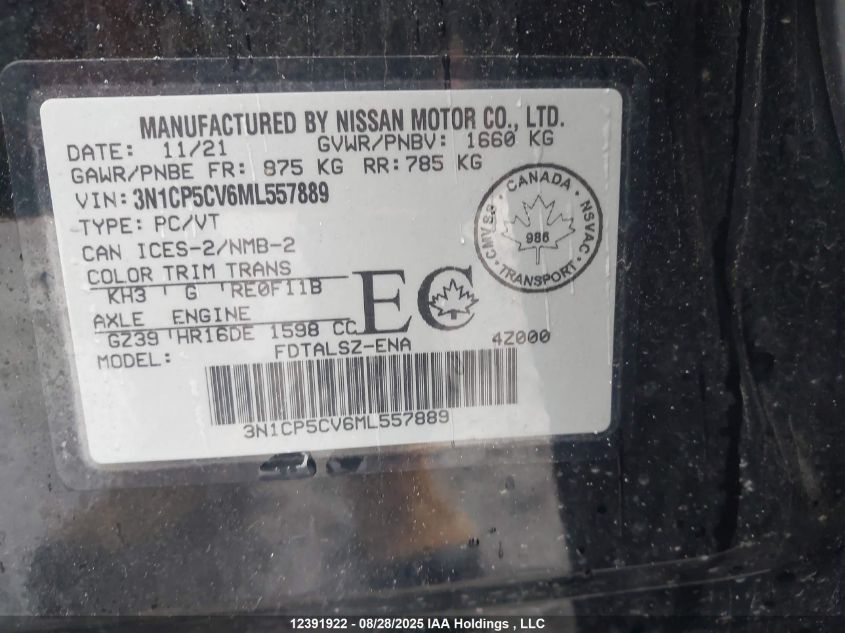 MANUFACTURED BY NISSAN MOTOR CO., LTD.
DATE: 11/21 GVWR/PNBV: 1660 KG
GAWR/PNBE FR: 875 KG RR:785 KG
VIN: 3N1CP5CV6ML557889
TYPE: PC/VT
CAN ICES-2/NMB-2
COLOR TRIM TRANS
KH3 G RE0F11B
AXLE ENGINE
GZ39 HR16DE 1598 CC
MODEL: FDTALSZ-ENA 4Z000
3N1CP5CV6ML557889
EC
CANADA
CMVSS NSVAC
986
TRANSPORT
12391922 - 08/28/2025 IAA Holdings , LLC